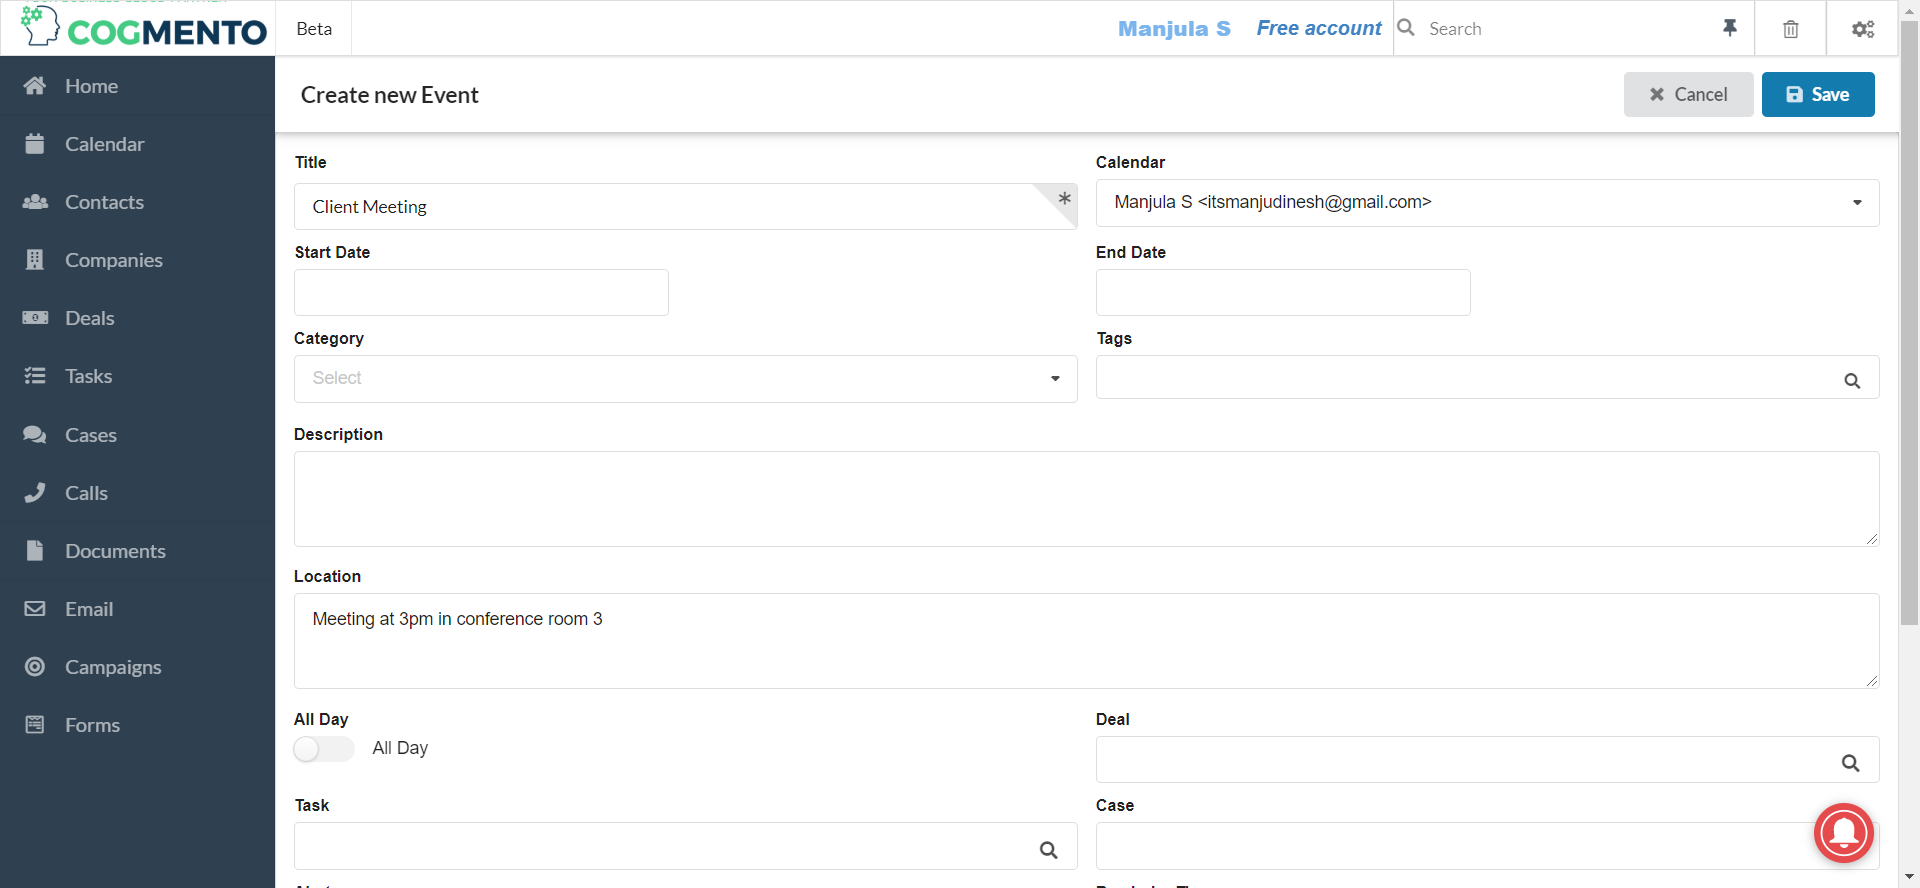 COGMENTO
Beta
Manjula S
Free account
Search
Home
Calendar
Contacts
Companies
Deals
Tasks
Cases
Calls
Documents
Email
Campaigns
Forms
Create new Event
Cancel
Save
Title
Client Meeting
*
Calendar
Manjula S <itsmanjudinesh@gmail.com>
Start Date
End Date
Category
Select
Tags
Description
Location
Meeting at 3pm in conference room 3
All Day
All Day
Deal
Task
Case